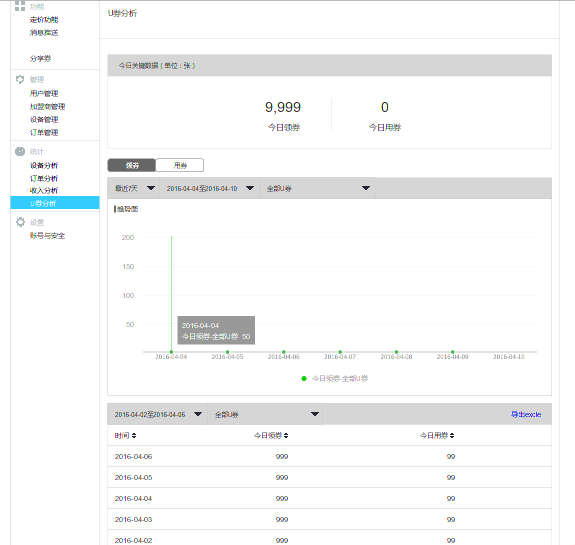 功能
定价功能
消息推送
分享券
管理
用户管理
加盟商管理
设备管理
订单管理
统计
设备分析
订单分析
收入分析
U券分析
设置
账号与安全
U券分析
今日关键数据（单位：张）
9,999
今日领券
0
今日用券
领券
用券
最近7天
2016-04-04至2016-04-10
全部U券
趋势图
200
150
100
50
2016-04-04
今日领券-全部U券 50
2016-04-04 2016-04-05 2016-04-06 2016-04-07 2016-04-08 2016-04-09 2016-04-10
今日领券-全部U券
2016-04-02至2016-04-06 全部U券 导出excle
时间 今日领券 今日用券
2016-04-06 999 99
2016-04-05 999 99
2016-04-04 999 99
2016-04-03 999 99
2016-04-02 999 99